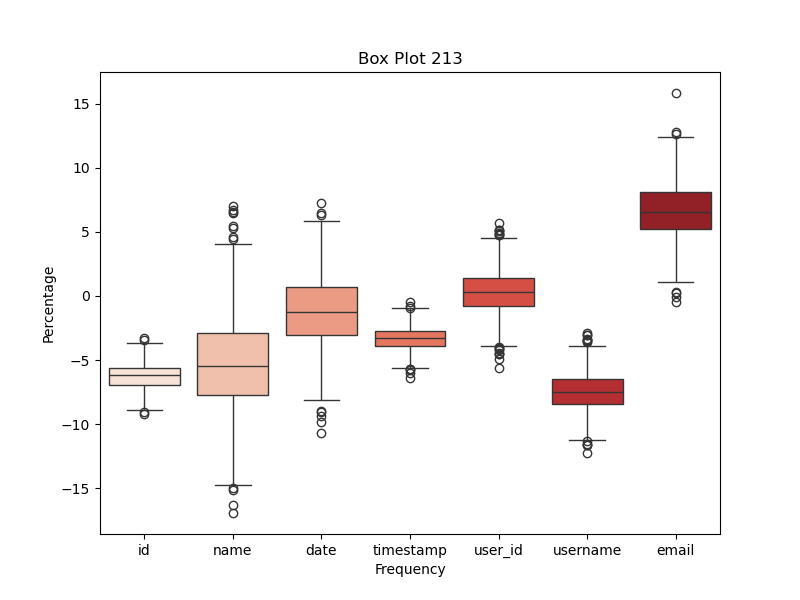 Box Plot 213
Percentage
15
10
5
0
−5
−10
−15
id name date timestamp user_id username email
Frequency